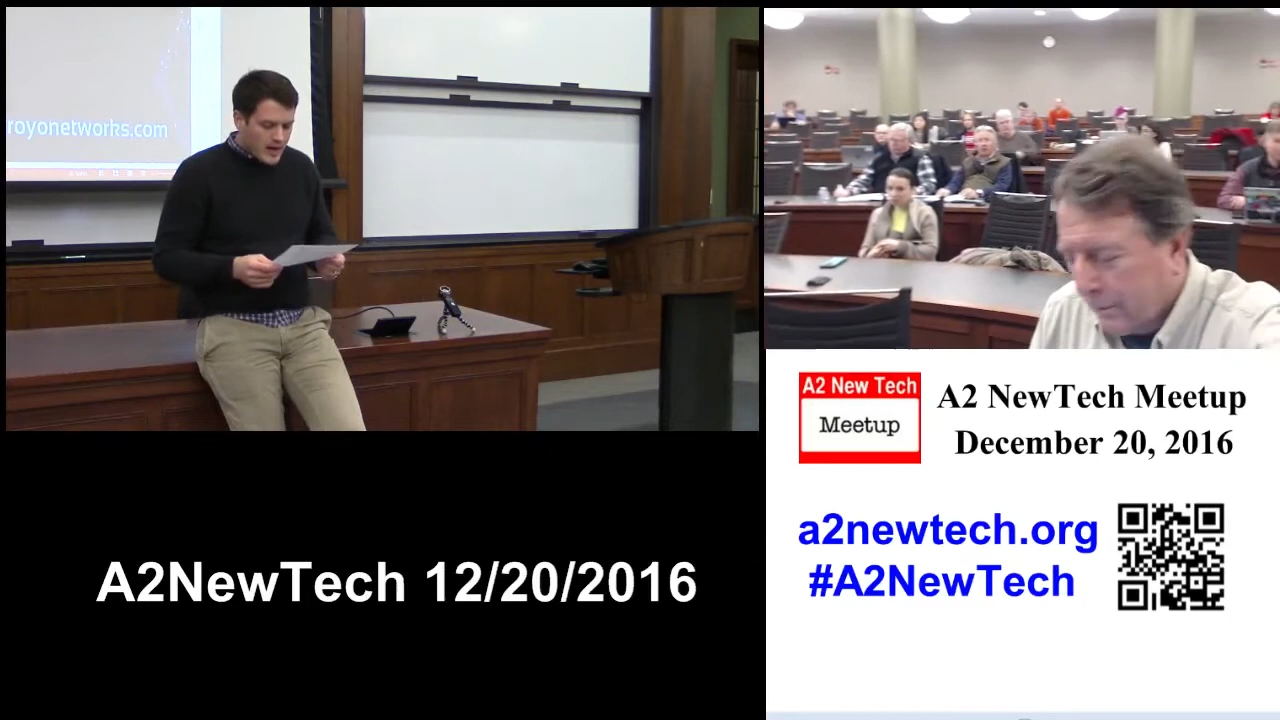 royonetworks.com
A2 New Tech
Meetup
A2 NewTech Meetup
December 20, 2016
a2newtech.org
#A2NewTech
A2NewTech 12/20/2016